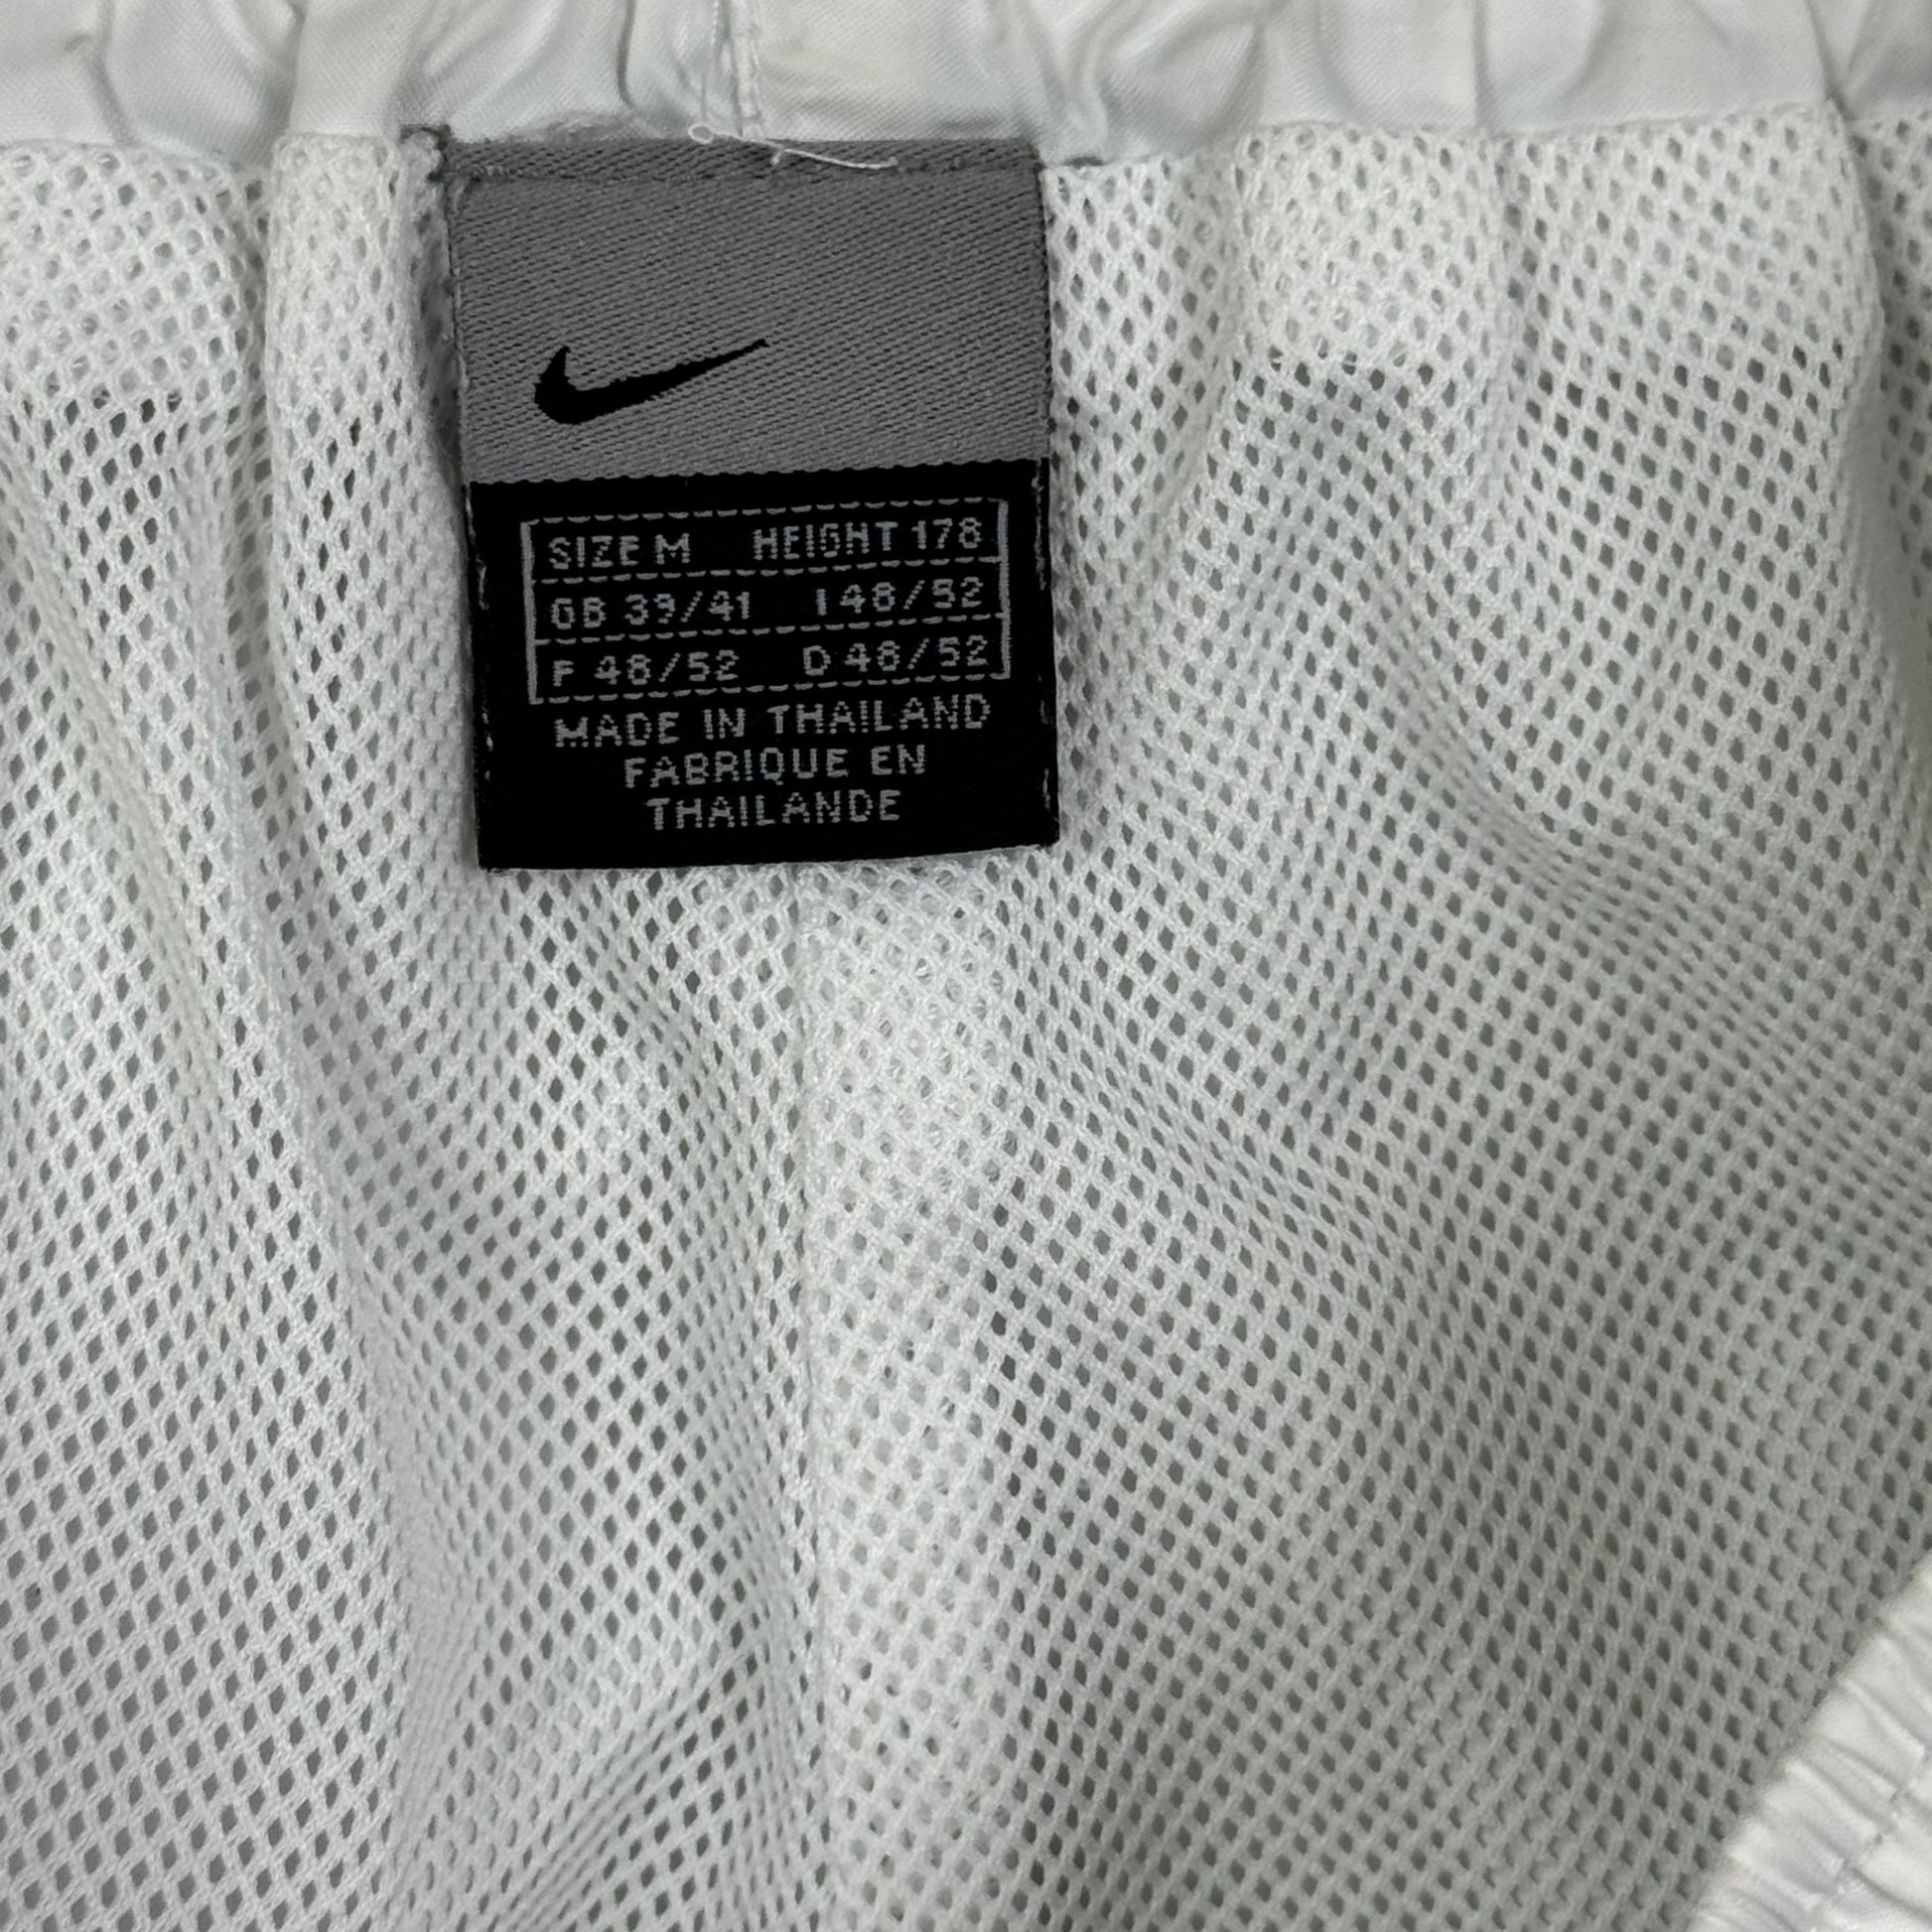 SIZE M HEIGHT 178
GB 39/41 I 48/52
F 48/52 D 48/52
MADE IN THAILAND
FABRIQUE EN
THAILANDE